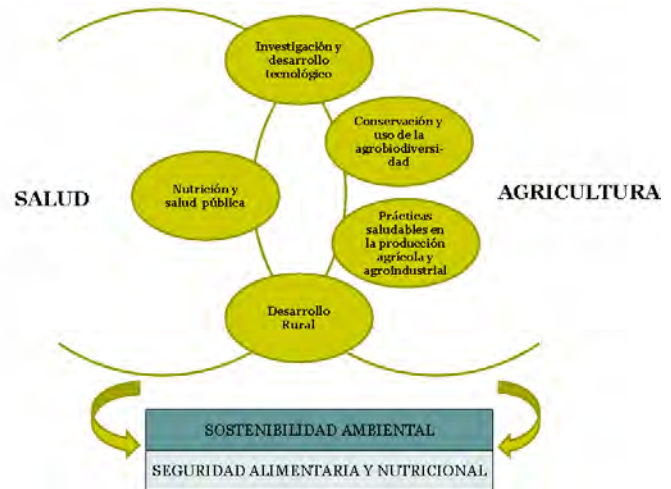 Investigación y
desarrollo
tecnológico
Conservación y
uso de la
agrobiodiversi-
dad
SALUD
Nutrición y
salud pública
AGRICULTURA
Prácticas
saludables en
la producción
agrícola y
agroindustrial
Desarrollo
Rural
SOSTENIBILIDAD AMBIENTAL
SEGURIDAD ALIMENTARIA Y NUTRICIONAL